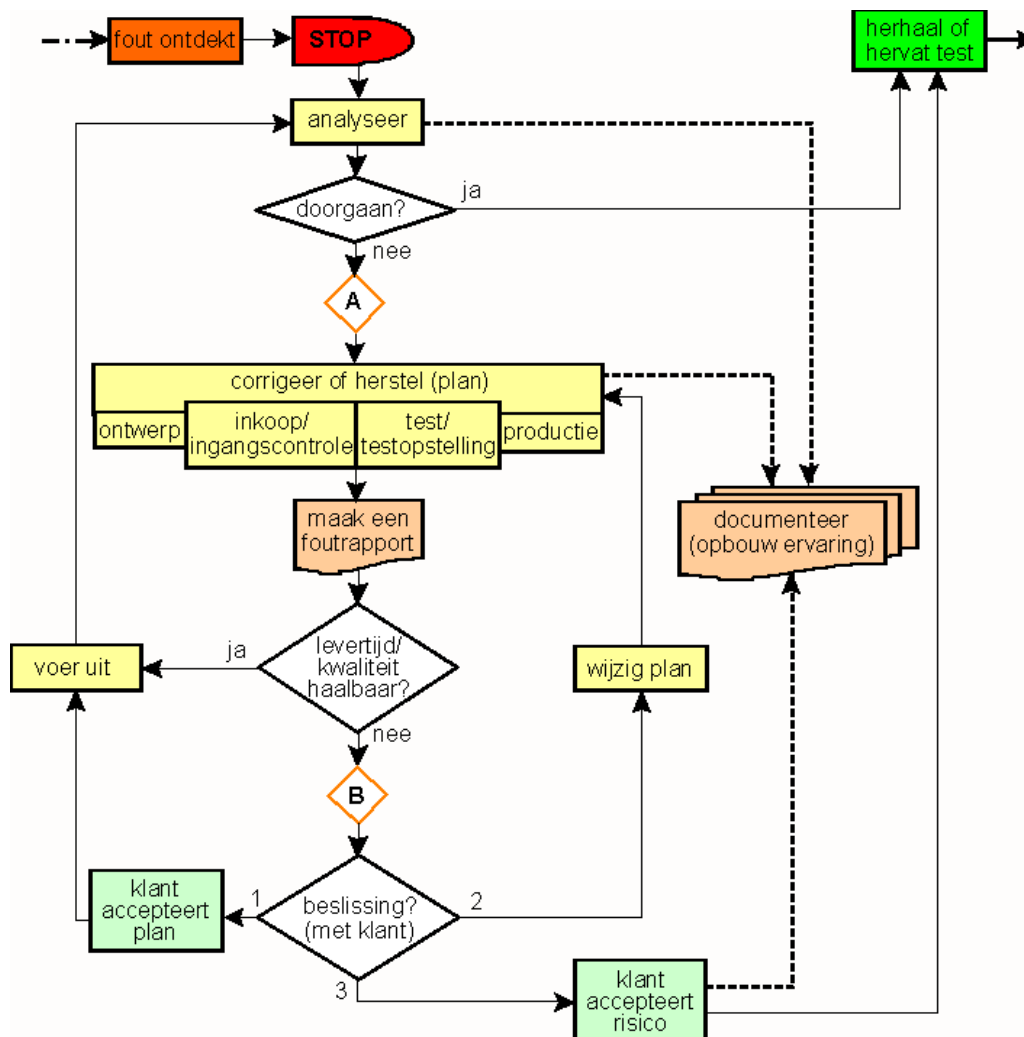 fout ontdekt
STOP
herhaal of
hervat test
analyseer
doorgaan?
ja
nee
A
corrigeer of herstel (plan)
ontwerp
inkoop/
ingangscontrole
test/
testopstelling
productie
maak een
foutrapport
documenteer
(opbouw ervaring)
levertijd/
kwaliteit
haalbaar?
ja
voer uit
wijzig plan
nee
B
klant
accepteert
plan
1
beslissing?
(met klant)
2
3
klant
accepteert
risico